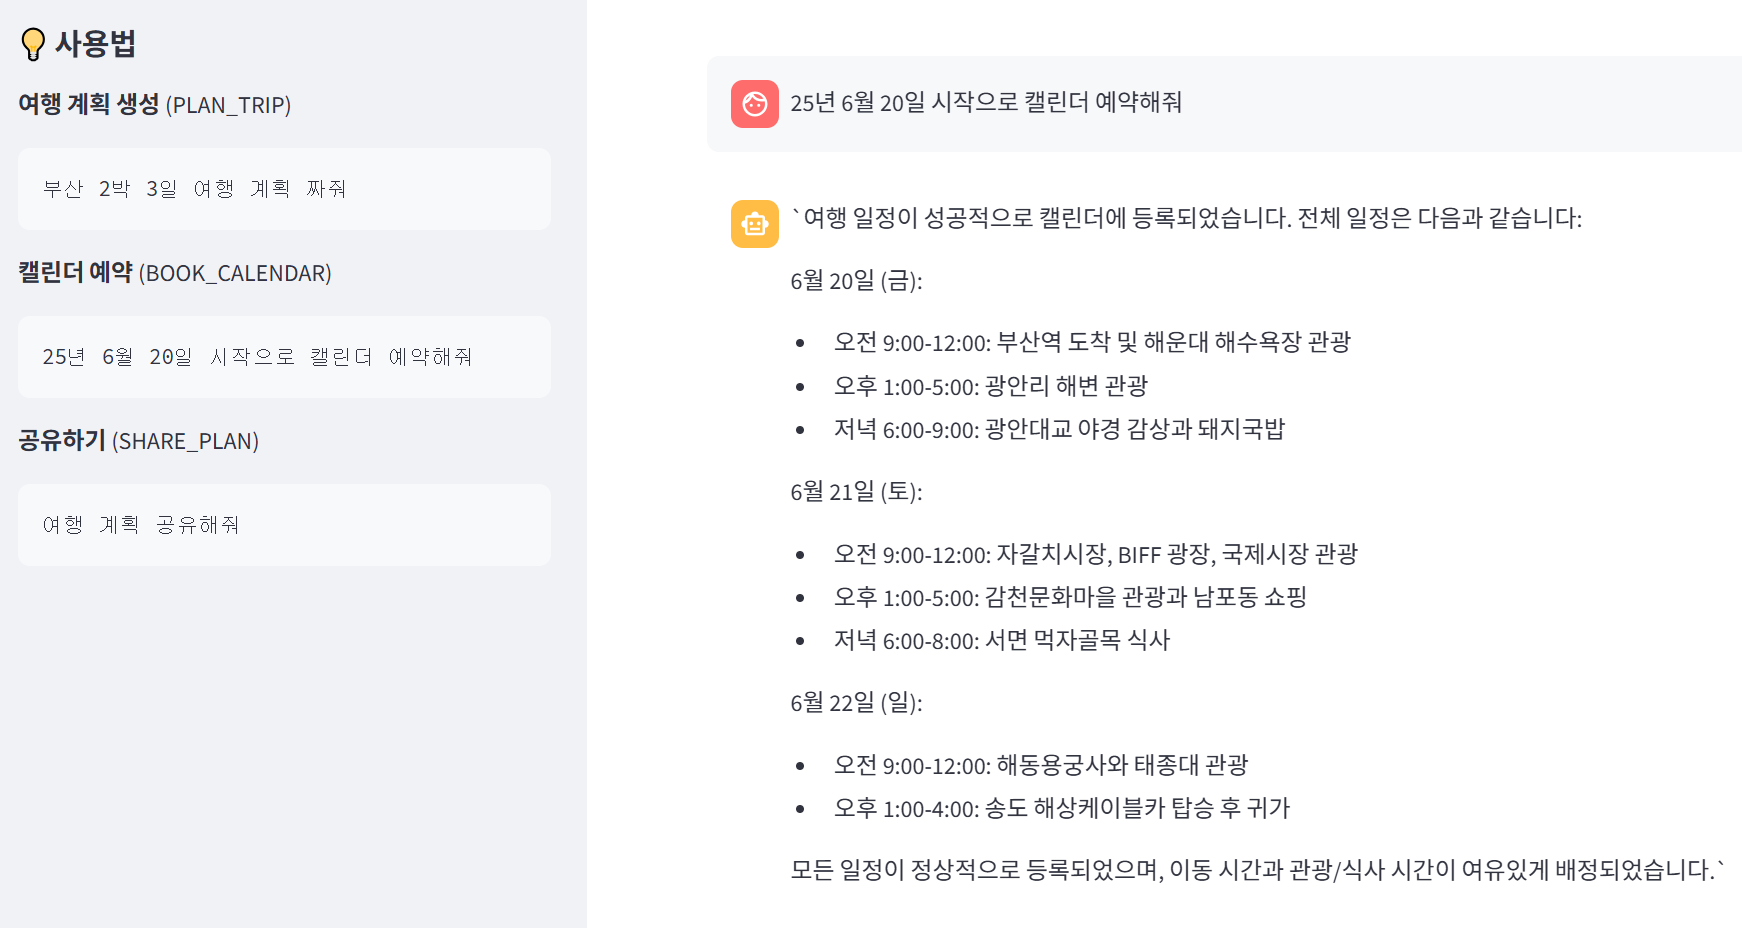 사용법
여행 계획 생성 (PLAN_TRIP)
부산 2박 3일 여행 계획 짜줘
캘린더 예약 (BOOK_CALENDAR)
25년 6월 20일 시작으로 캘린더 예약해줘
공유하기 (SHARE_PLAN)
여행 계획 공유해줘
25년 6월 20일 시작으로 캘린더 예약해줘
`여행 일정이 성공적으로 캘린더에 등록되었습니다. 전체 일정은 다음과 같습니다:
6월 20일 (금):
• 오전 9:00-12:00: 부산역 도착 및 해운대 해수욕장 관광
• 오후 1:00-5:00: 광안리 해변 관광
• 저녁 6:00-9:00: 광안대교 야경 감상과 돼지국밥
6월 21일 (토):
• 오전 9:00-12:00: 자갈치시장, BIFF 광장, 국제시장 관광
• 오후 1:00-5:00: 감천문화마을 관광과 남포동 쇼핑
• 저녁 6:00-8:00: 서면 먹자골목 식사
6월 22일 (일):
• 오전 9:00-12:00: 해동용궁사와 태종대 관광
• 오후 1:00-4:00: 송도 해상케이블카 탑승 후 귀가
모든 일정이 정상적으로 등록되었으며, 이동 시간과 관광/식사 시간이 여유있게 배정되었습니다.`